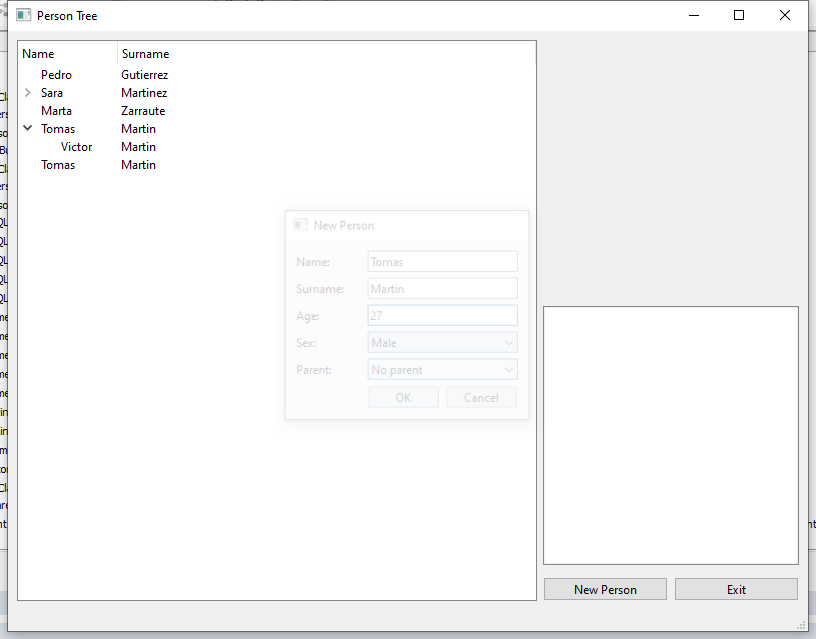 Person Tree
Name Surname
Pedro Gutierrez
Sara Martinez
Marta Zarraute
Tomas Martin
Victor Martin
Tomas Martin
New Person
Name: Tomas
Surname: Martin
Age: 27
Sex: Male
Parent: No parent
OK Cancel
New Person Exit